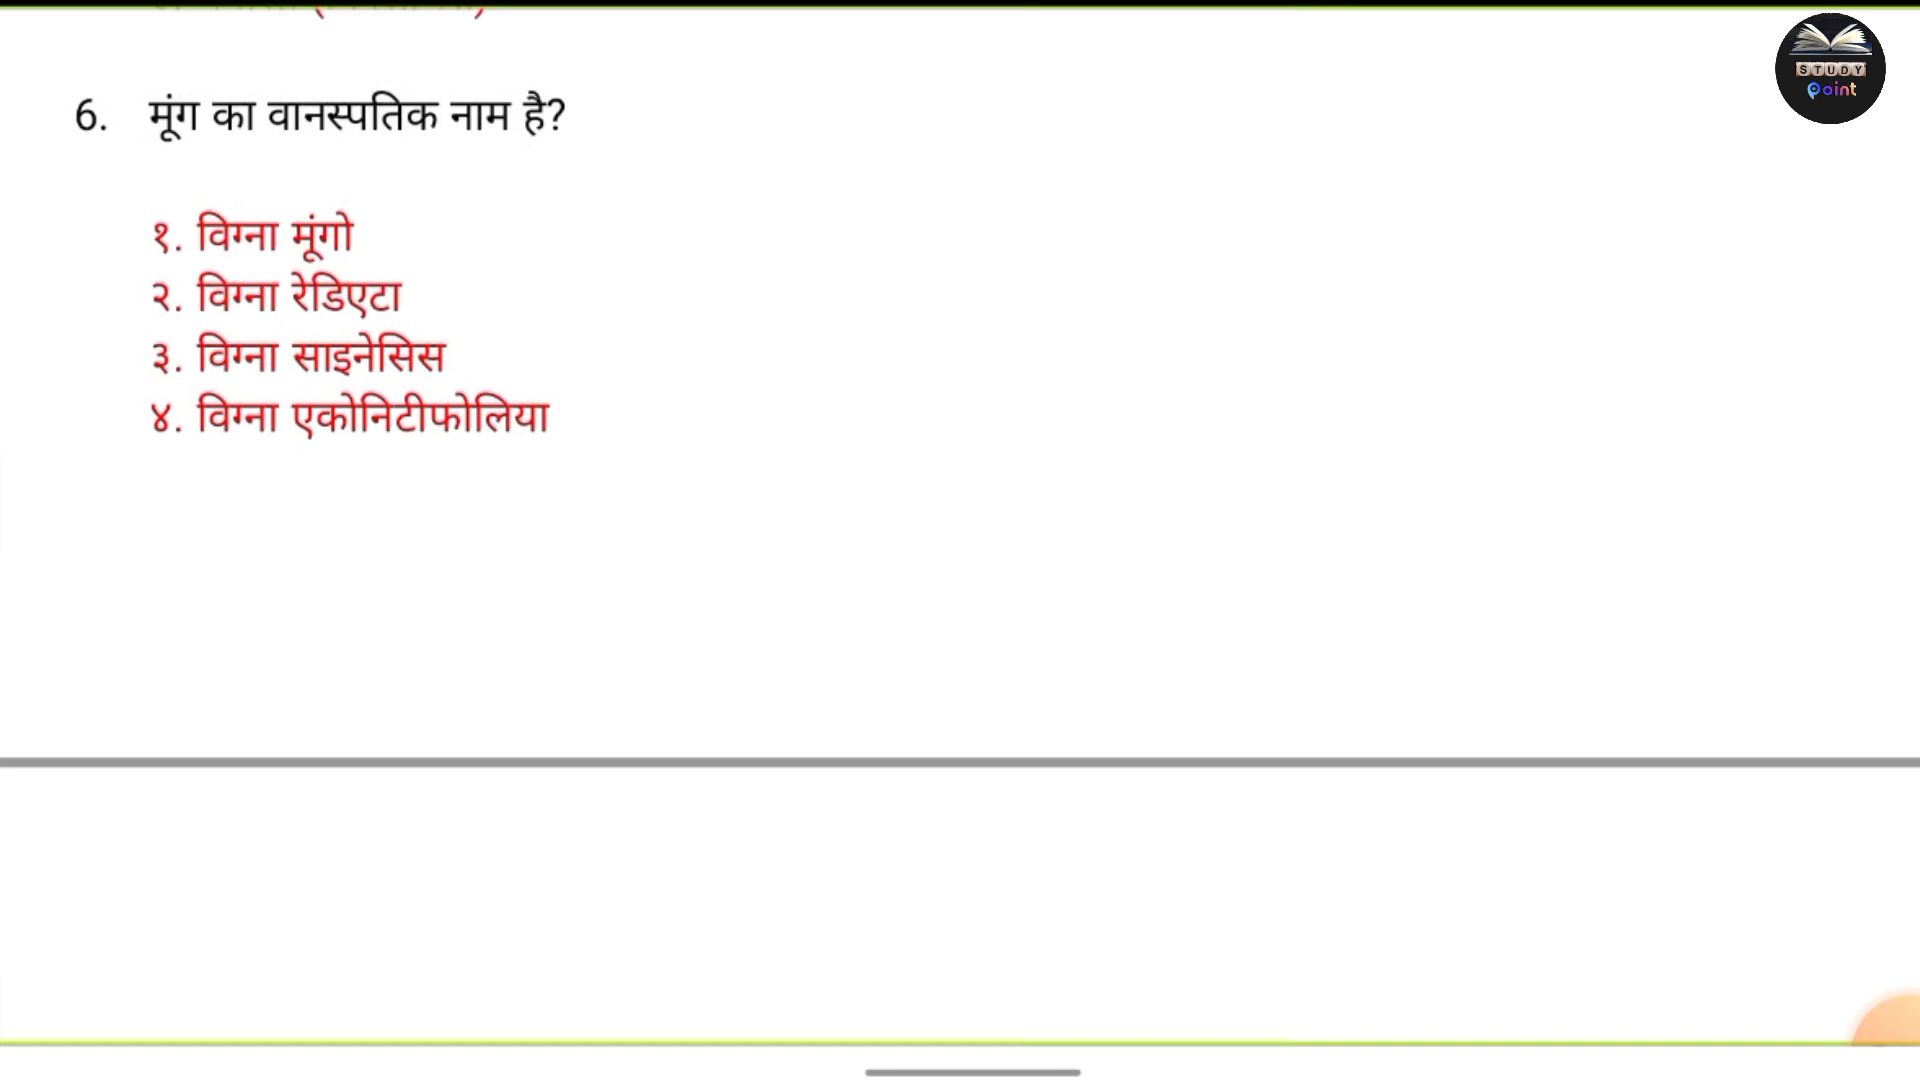 STUDY
Point
6. मूंग का वानस्पतिक नाम है?
१. विग्ना मूंगो
२. विग्ना रेडिएटा
३. विग्ना साइनेसिस
४. विग्ना एकोनिटीफोलिया